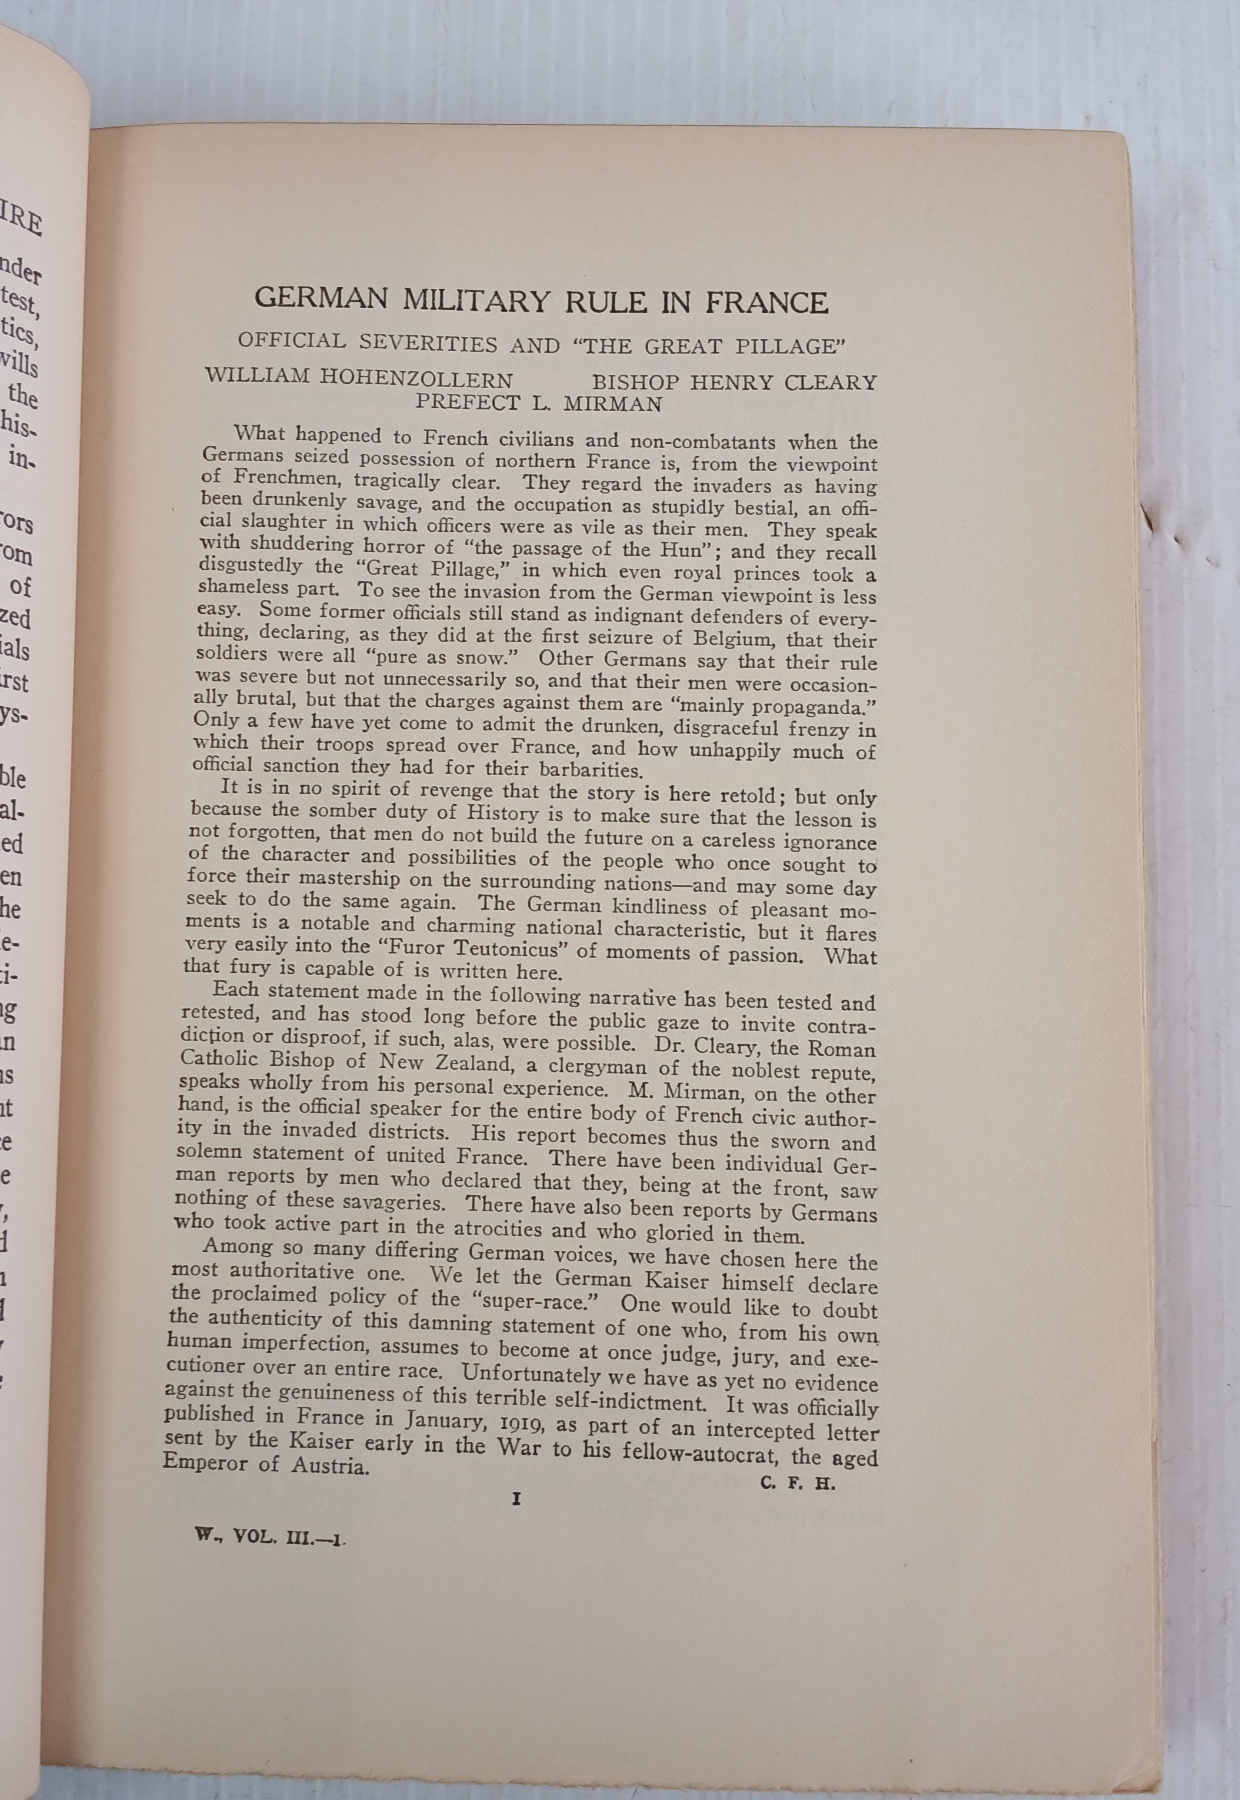 IRE
nder
test,
tics,
wills
the
his-
in-
rors
rom
of
zed
ials
irst
ys-
ble
al-
ed
en
he
e-
i-
ng
an
ns
nt
e
e
GERMAN MILITARY RULE IN FRANCE
OFFICIAL SEVERITIES AND "THE GREAT PILLAGE"
WILLIAM HOHENZOLLERN BISHOP HENRY CLEARY
PREFECT L. MIRMAN
What happened to French civilians and non-combatants when the
Germans seized possession of northern France is, from the viewpoint
of Frenchmen, tragically clear. They regard the invaders as having
been drunkenly savage, and the occupation as stupidly bestial, an offi-
cial slaughter in which officers were as vile as their men. They speak
with shuddering horror of "the passage of the Hun"; and they recall
disgustedly the "Great Pillage," in which even royal princes took a
shameless part. To see the invasion from the German viewpoint is less
easy. Some former officials still stand as indignant defenders of every-
thing, declaring, as they did at the first seizure of Belgium, that their
soldiers were all "pure as snow." Other Germans say that their rule
was severe but not unnecessarily so, and that their men were occasion-
ally brutal, but that the charges against them are "mainly propaganda."
Only a few have yet come to admit the drunken, disgraceful frenzy in
which their troops spread over France, and how unhappily much of
official sanction they had for their barbarities.
It is in no spirit of revenge that the story is here retold; but only
because the somber duty of History is to make sure that the lesson is
not forgotten, that men do not build the future on a careless ignorance
of the character and possibilities of the people who once sought to
force their mastership on the surrounding nations—and may some day
seek to do the same again. The German kindliness of pleasant mo-
ments is a notable and charming national characteristic, but it flares
very easily into the "Furor Teutonicus" of moments of passion. What
that fury is capable of is written here.
Each statement made in the following narrative has been tested and
retested, and has stood long before the public gaze to invite contra-
diction or disproof, if such, alas, were possible. Dr. Cleary, the Roman
Catholic Bishop of New Zealand, a clergyman of the noblest repute,
speaks wholly from his personal experience. M. Mirman, on the other
hand, is the official speaker for the entire body of French civic author-
ity in the invaded districts. His report becomes thus the sworn and
solemn statement of united France. There have been individual Ger-
man reports by men who declared that they, being at the front, saw
nothing of these savageries. There have also been reports by Germans
who took active part in the atrocities and who gloried in them.
Among so many differing German voices, we have chosen here the
most authoritative one. We let the German Kaiser himself declare
the proclaimed policy of the "super-race." One would like to doubt
the authenticity of this damning statement of one who, from his own
human imperfection, assumes to become at once judge, jury, and exe-
cutioner over an entire race. Unfortunately we have as yet no evidence
against the genuineness of this terrible self-indictment. It was officially
published in France in January, 1919, as part of an intercepted letter
sent by the Kaiser early in the War to his fellow-autocrat, the aged
Emperor of Austria.
C. F. H.
I
W., VOL. III.—1.